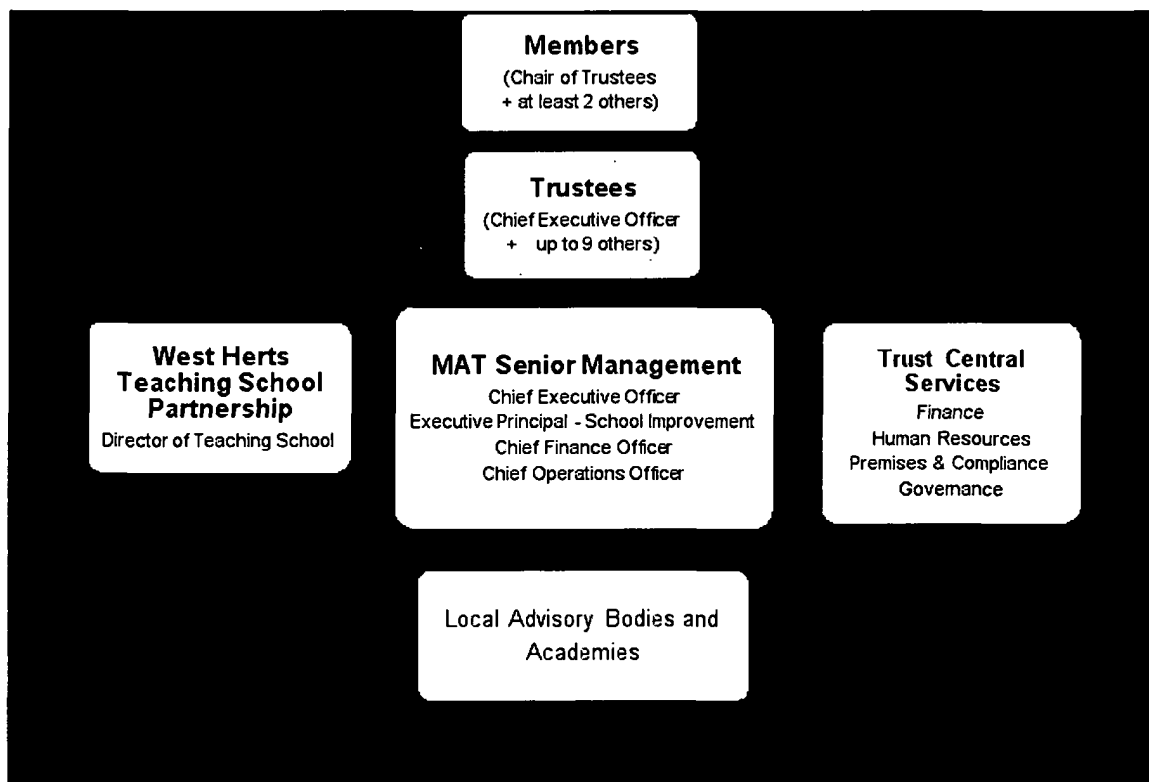 Members
(Chair of Trustees
+ at least 2 others)
Trustees
(Chief Executive Officer
+ up to 9 others)
West Herts
Teaching School
Partnership
Director of Teaching School
MAT Senior Management
Chief Executive Officer
Executive Principal - School Improvement
Chief Finance Officer
Chief Operations Officer
Trust Central
Services
Finance
Human Resources
Premises & Compliance
Governance
Local Advisory Bodies and
Academies